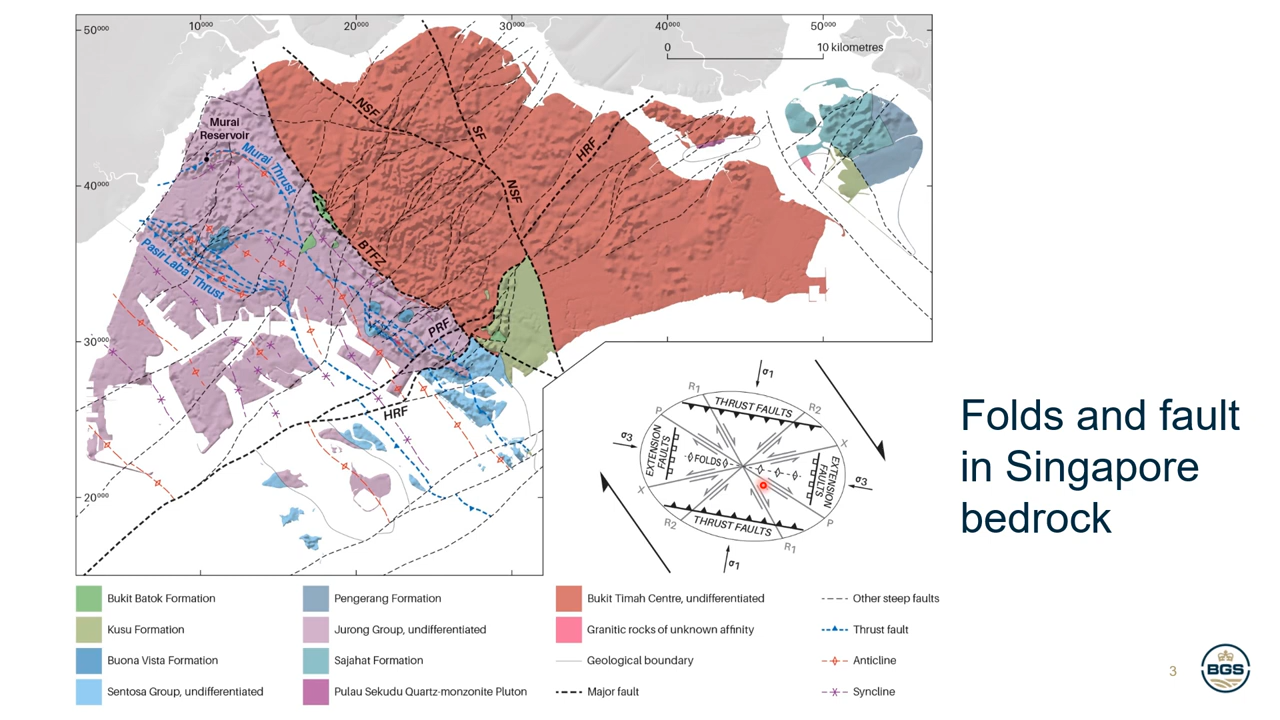 10⁰⁰⁰ 20⁰⁰⁰ 30⁰⁰⁰ 40⁰⁰⁰ 50⁰⁰⁰
50⁰⁰⁰
0 10 kilometres
NSF
SF
HRF
Murai
Reservoir
Murai Thrust
40⁰⁰⁰
NSF
Pasir Laba Thrust
BTFZ
PRF
30⁰⁰⁰
HRF
20⁰⁰⁰
σ1
R1
R2
P
X
THRUST FAULTS
σ3
EXTENSION
FAULTS
FOLDS
EXTENSION
FAULTS
σ3
X
P
R2
THRUST FAULTS
R1
σ1
Folds and fault
in Singapore
bedrock
Bukit Batok Formation
Kusu Formation
Buona Vista Formation
Sentosa Group, undifferentiated
Pengerang Formation
Jurong Group, undifferentiated
Sajahat Formation
Pulau Sekudu Quartz-monzonite Pluton
Bukit Timah Centre, undifferentiated
Granitic rocks of unknown affinity
Geological boundary
Major fault
Other steep faults
Thrust fault
Anticline
Syncline
3
BGS